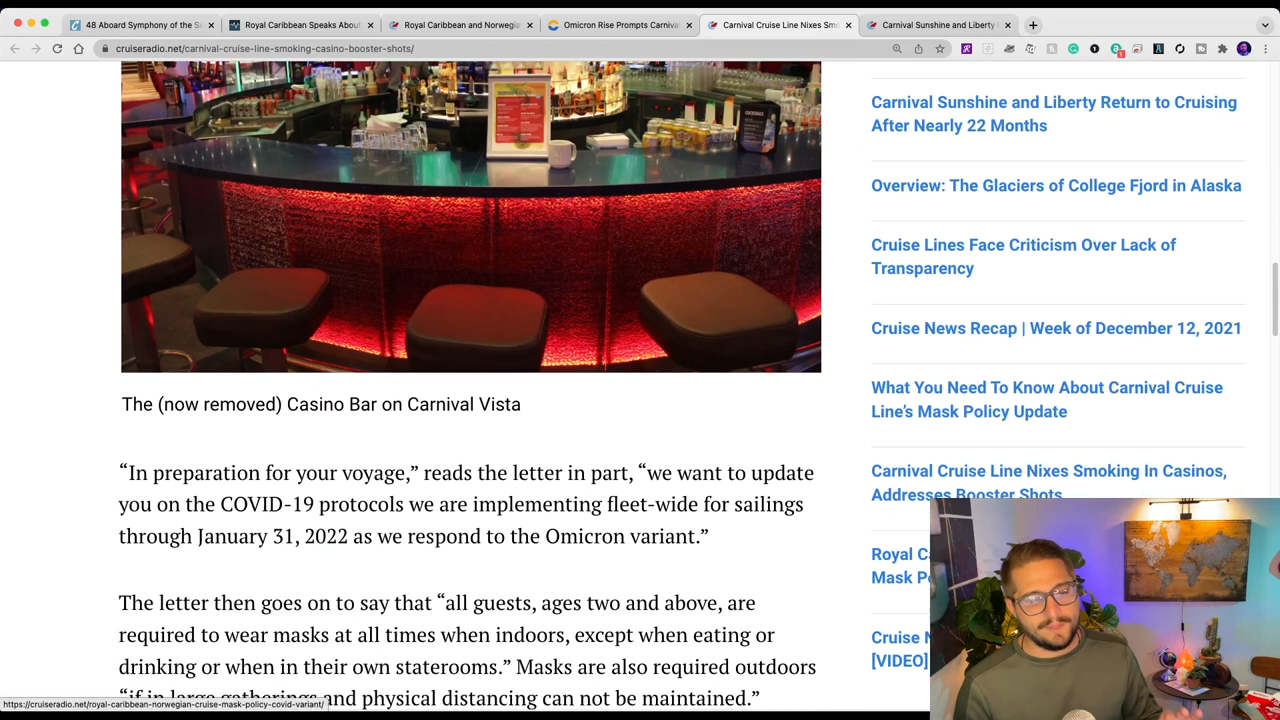 48 Aboard Symphony of the Se
Royal Caribbean Speaks About
Royal Caribbean and Norwegia
Omicron Rise Prompts Carnival
Carnival Cruise Line Nixes Smo
Carnival Sunshine and Liberty
cruiseradio.net/carnival-cruise-line-smoking-casino-booster-shots/
The (now removed) Casino Bar on Carnival Vista
“In preparation for your voyage,” reads the letter in part, “we want to update
you on the COVID-19 protocols we are implementing fleet-wide for sailings
through January 31, 2022 as we respond to the Omicron variant.”
The letter then goes on to say that “all guests, ages two and above, are
required to wear masks at all times when indoors, except when eating or
drinking or when in their own staterooms.” Masks are also required outdoors
“if in large gatherings and physical distancing can not be maintained.”
https://cruiseradio.net/royal-caribbean-norwegian-cruise-mask-policy-covid-variant/
Carnival Sunshine and Liberty Return to Cruising
After Nearly 22 Months
Overview: The Glaciers of College Fjord in Alaska
Cruise Lines Face Criticism Over Lack of
Transparency
Cruise News Recap | Week of December 12, 2021
What You Need To Know About Carnival Cruise
Line’s Mask Policy Update
Carnival Cruise Line Nixes Smoking In Casinos,
Addresses Booster Shots
Royal C
Mask P
Cruise N
[VIDEO]